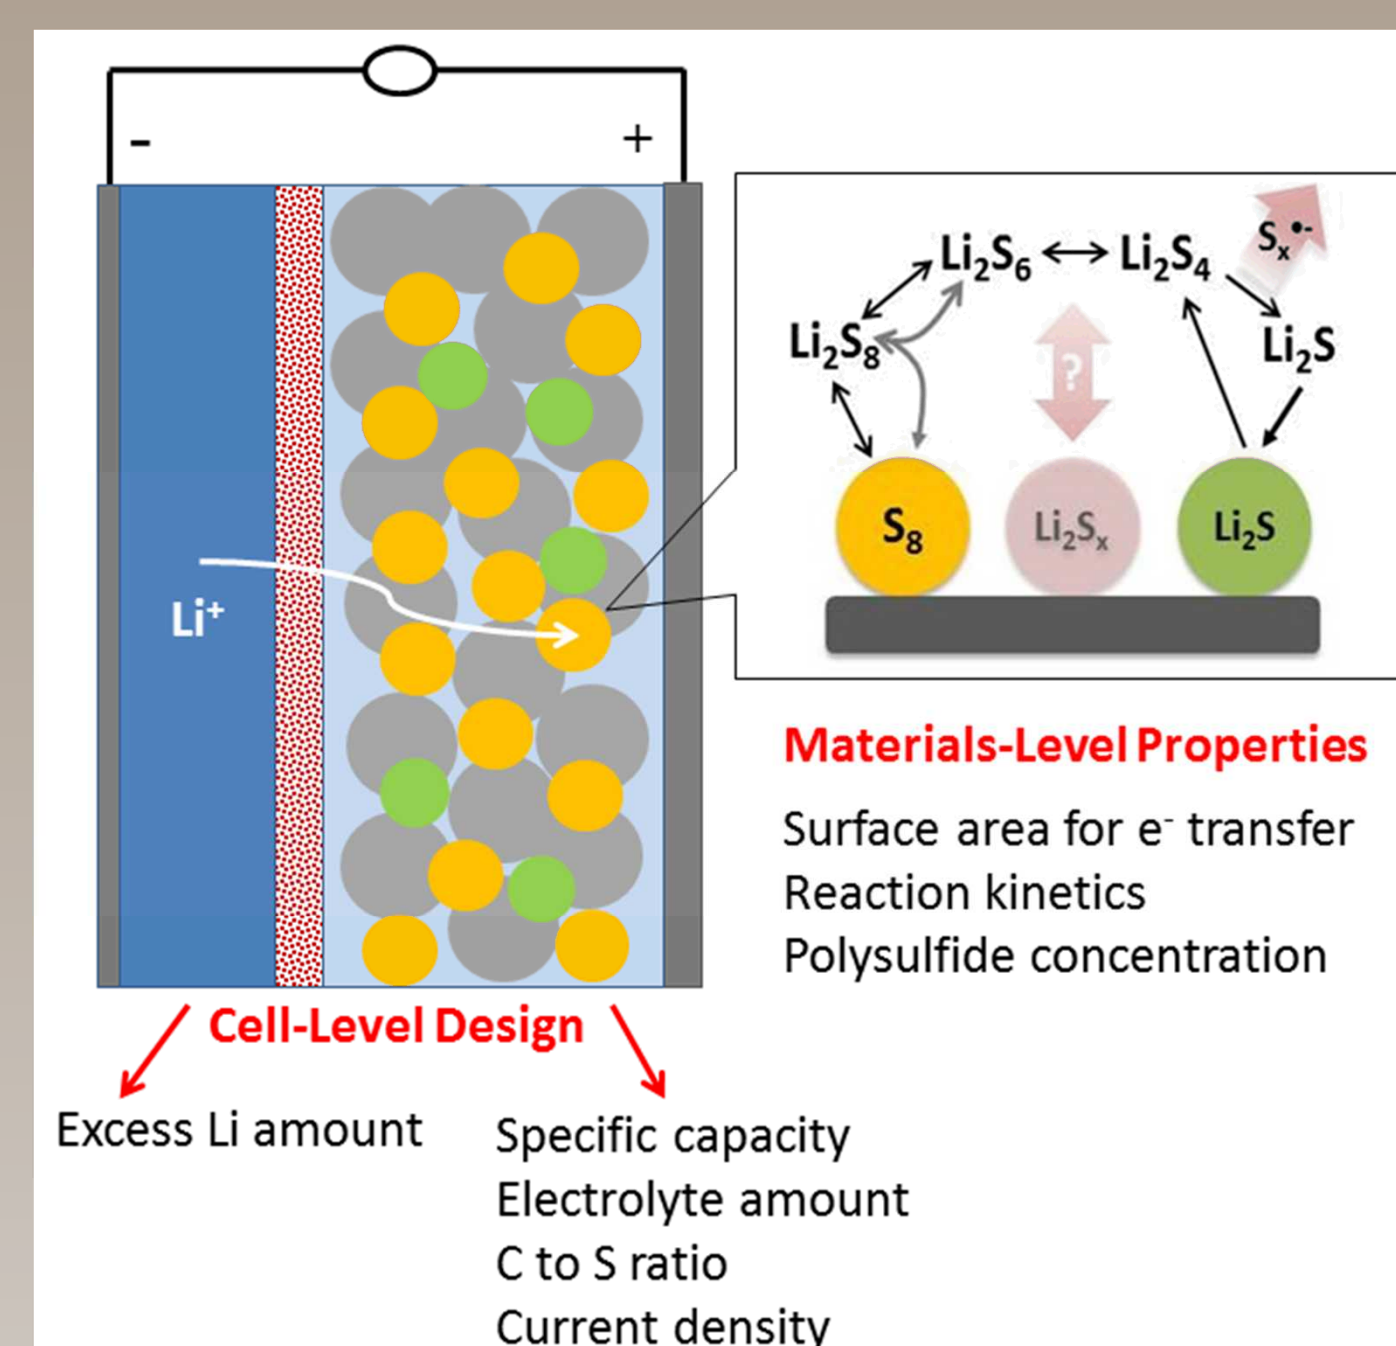 -
+
Li⁺
Li₂S₆
Li₂S₄
Sₓ•-
Li₂S₈
Li₂S
?
S₈
Li₂Sₓ
Li₂S
Materials-Level Properties
Surface area for e⁻ transfer
Reaction kinetics
Polysulfide concentration
Cell-Level Design
Excess Li amount
Specific capacity
Electrolyte amount
C to S ratio
Current density